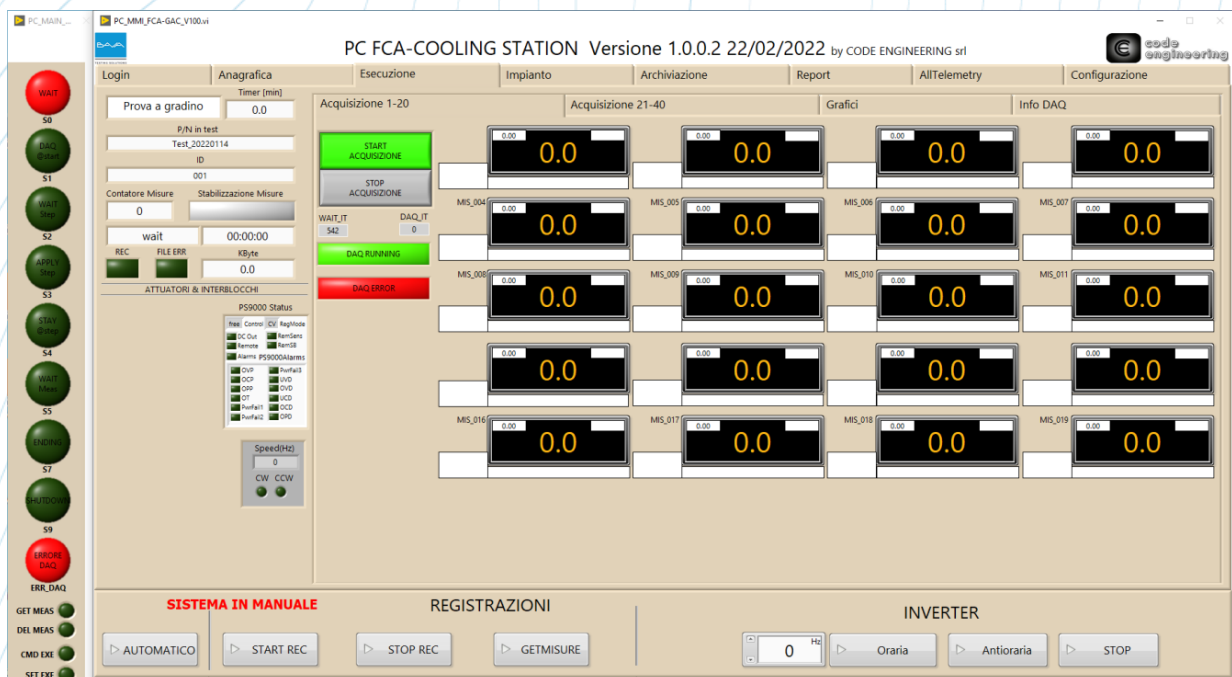 PC_MAIN_...
PC_MMI_FCA-GAC_V100.vi
PC FCA-COOLING STATION Versione 1.0.0.2 22/02/2022 by CODE ENGINEERING srl
code
engineering
Login
Anagrafica
Esecuzione
Impianto
Archiviazione
Report
AllTelemetry
Configurazione
WAIT
S0
DAQ
@start
S1
WAIT
Step
S2
APPLY
Step
S3
STAY
@step
S4
WAIT
Meas
S5
ENDING
S7
SHUTDOWN
S9
ERRORE
DAQ
ERR_DAQ
GET MEAS
DEL MEAS
CMD EXE
SET EXE
Prova a gradino
Timer [min]
0.0
P/N in test
Test_20220114
ID
001
Contatore Misure
Stabilizzazione Misure
0
wait
00:00:00
REC
FILE ERR
KByte
0.0
ATTUATORI & INTERBLOCCHI
PS9000 Status
free Control CV RegMode
DC Out RemSens
Remote RemSB
Alarms PS9000Alarms
OVP PwrFail3
OCP UVD
OPP OVD
OT UCD
PwrFail1 OCD
PwrFail2 OPD
Speed(Hz)
0
CW CCW
Acquisizione 1-20
Acquisizione 21-40
Grafici
Info DAQ
START
ACQUISIZIONE
STOP
ACQUISIZIONE
WAIT_IT
DAQ_IT
542
0
DAQ RUNNING
DAQ ERROR
0.00 0.0
0.00 0.0
0.00 0.0
0.00 0.0
MIS_004 0.00 0.0
MIS_005 0.00 0.0
MIS_006 0.00 0.0
MIS_007 0.00 0.0
MIS_008 0.00 0.0
MIS_009 0.00 0.0
MIS_010 0.00 0.0
MIS_011 0.00 0.0
0.00 0.0
0.00 0.0
0.00 0.0
0.00 0.0
MIS_016 0.00 0.0
MIS_017 0.00 0.0
MIS_018 0.00 0.0
MIS_019 0.00 0.0
SISTEMA IN MANUALE
REGISTRAZIONI
INVERTER
AUTOMATICO
START REC
STOP REC
GETMISURE
0 Hz
Oraria
Antioraria
STOP